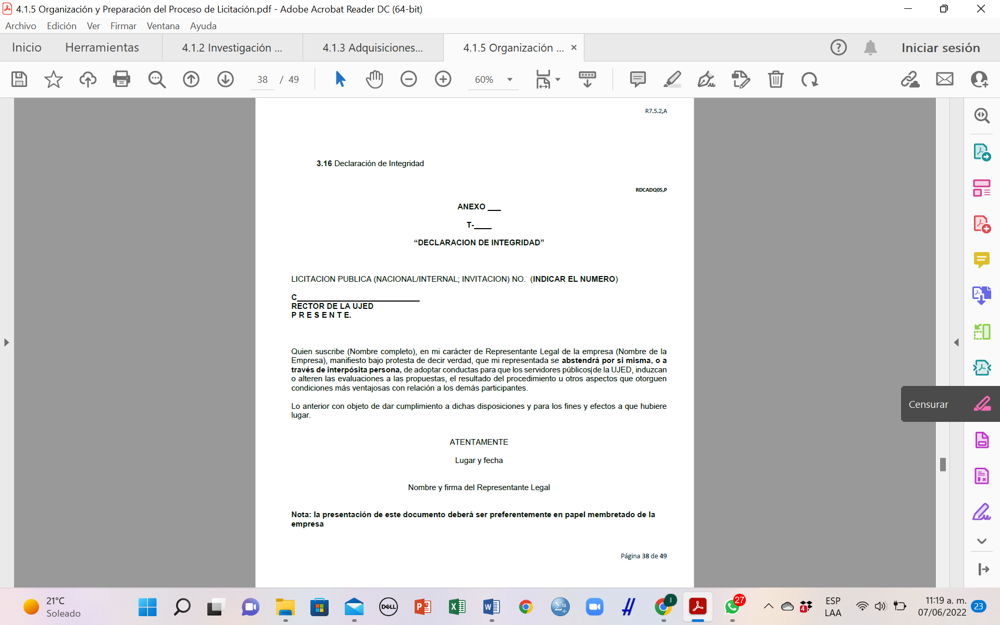 4.1.5 Organización y Preparación del Proceso de Licitación.pdf - Adobe Acrobat Reader DC (64-bit)
Archivo Edición Ver Firmar Ventana Ayuda
Inicio Herramientas 4.1.2 Investigación ... 4.1.3 Adquisiciones... 4.1.5 Organización ... Iniciar sesión
38 / 49 60%
R7.5.2,A
3.16 Declaración de Integridad
RDCADQ05,P
ANEXO ___
T-____
“DECLARACION DE INTEGRIDAD”
LICITACION PUBLICA (NACIONAL/INTERNAL; INVITACION) NO. (INDICAR EL NUMERO)
C____________________________
RECTOR DE LA UJED
P R E S E N T E.
Quien suscribe (Nombre completo), en mi carácter de Representante Legal de la empresa (Nombre de la
Empresa), manifiesto bajo protesta de decir verdad, que mi representada se abstendrá por si misma, o a
través de interpósita persona, de adoptar conductas para que los servidores públicos de la UJED, induzcan
o alteren las evaluaciones a las propuestas, el resultado del procedimiento u otros aspectos que otorguen
condiciones más ventajosas con relación a los demás participantes.
Lo anterior con objeto de dar cumplimiento a dichas disposiciones y para los fines y efectos a que hubiere
lugar.
Censurar
ATENTAMENTE
Lugar y fecha
Nombre y firma del Representante Legal
Nota: la presentación de este documento deberá ser preferentemente en papel membretado de la
empresa
Página 38 de 49
21°C
Soleado
DELL
27
4
ESP
LAA
11:19 a. m.
07/06/2022
23